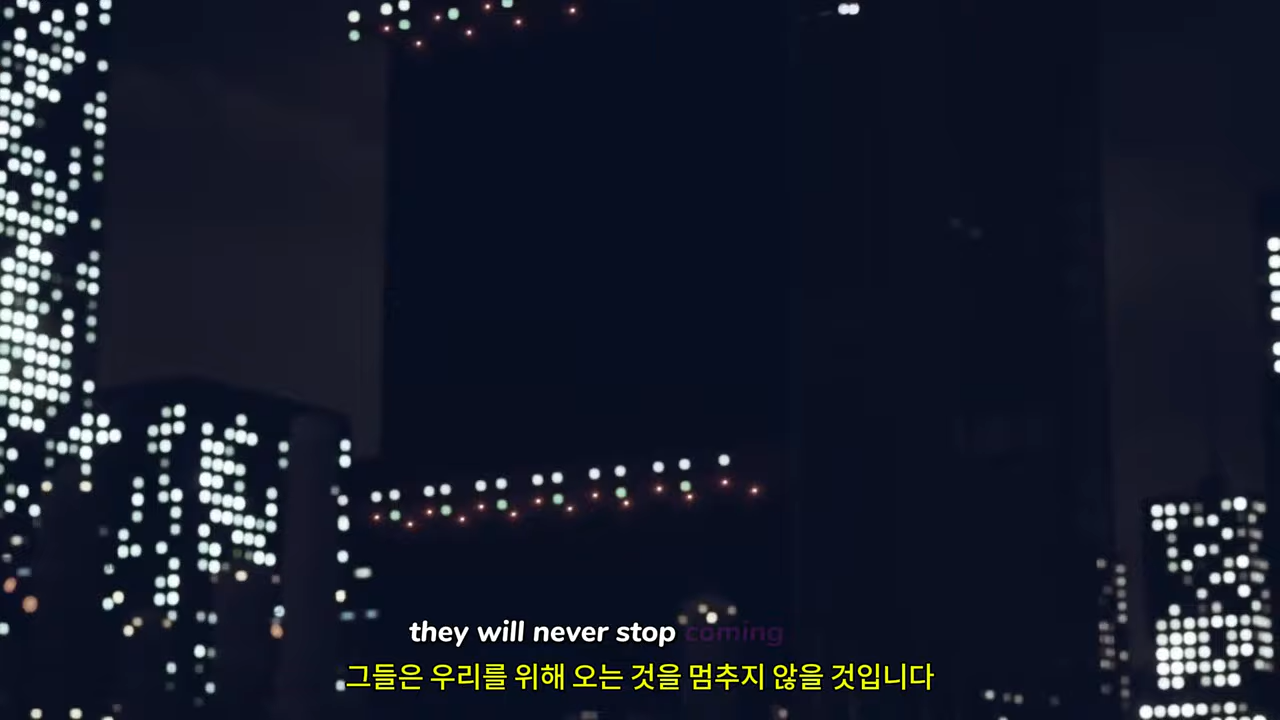 they will never stop coming
그들은 우리를 위해 오는 것을 멈추지 않을 것입니다